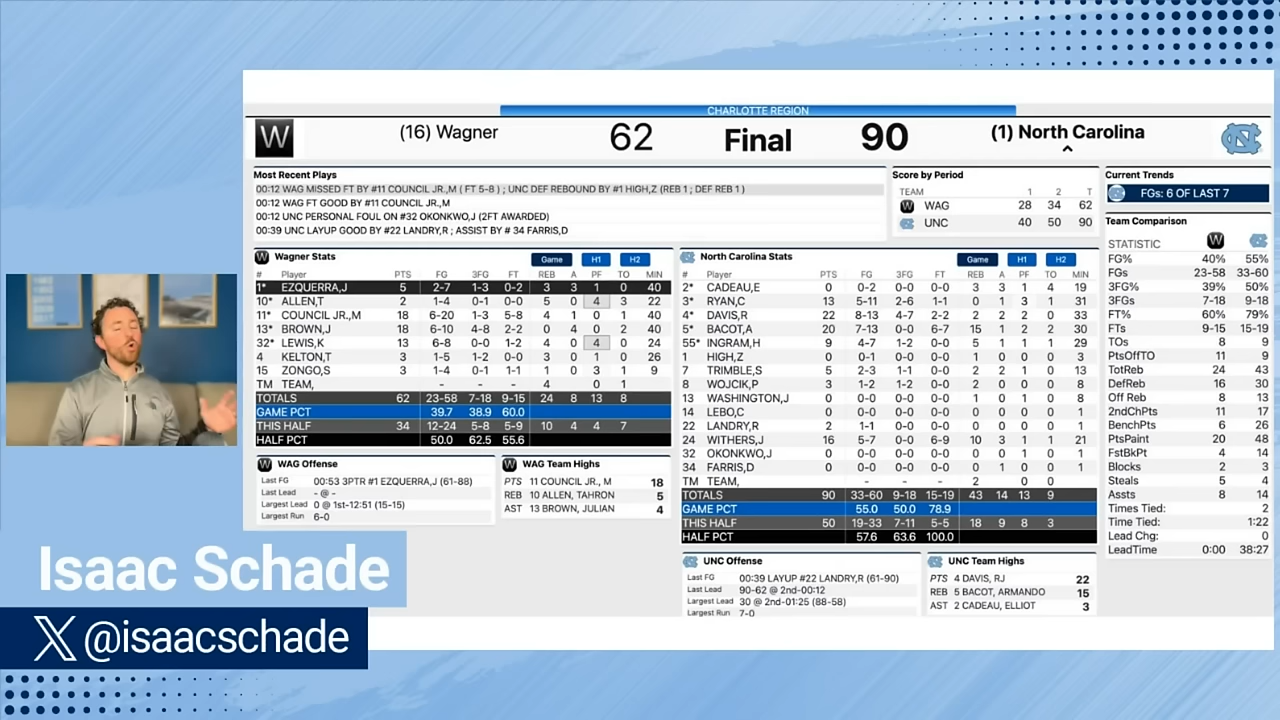 CHARLOTTE REGION
W (16) Wagner 62 Final 90 (1) North Carolina
Most Recent Plays
00:12 WAG MISSED FT BY #11 COUNCIL JR.,M ( FT 5-8 ) ; UNC DEF REBOUND BY #1 HIGH,Z (REB 1 ; DEF REB 1 )
00:12 WAG FT GOOD BY #11 COUNCIL JR.,M
00:12 UNC PERSONAL FOUL ON #32 OKONKWO,J (2FT AWARDED)
00:39 UNC LAYUP GOOD BY #22 LANDRY,R ; ASSIST BY # 34 FARRIS,D
Score by Period
TEAM 1 2 T
WAG 28 34 62
UNC 40 50 90
Current Trends
FGs: 6 OF LAST 7
Wagner Stats Game H1 H2
# Player PTS FG 3FG FT REB A PF TO MIN
1* EZQUERRA,J 5 2-7 1-3 0-2 3 3 1 0 40
10* ALLEN,T 2 1-4 0-1 0-0 5 0 4 3 22
11* COUNCIL JR.,M 18 6-20 1-3 5-8 4 1 0 1 40
13* BROWN,J 18 6-10 4-8 2-2 4 4 0 2 40
32* LEWIS,K 13 6-8 0-0 1-2 4 0 4 0 24
4 KELTON,T 3 1-5 1-2 0-0 3 0 1 0 26
15 ZONGO,S 3 1-4 0-1 1-1 1 0 3 1 9
TM TEAM, - - - 4 0 1
TOTALS 62 23-58 7-18 9-15 24 8 13 8
GAME PCT 39.7 38.9 60.0
THIS HALF 34 12-24 5-8 5-9 10 4 4 7
HALF PCT 50.0 62.5 55.6
WAG Offense
Last FG 00:53 3PTR #1 EZQUERRA,J (61-88)
Last Lead - @ -
Largest Lead 0 @ 1st-12:51 (15-15)
Largest Run 6-0
WAG Team Highs
PTS 11 COUNCIL JR., M 18
REB 10 ALLEN, TAHRON 5
AST 13 BROWN, JULIAN 4
North Carolina Stats Game H1 H2
# Player PTS FG 3FG FT REB A PF TO MIN
2* CADEAU,E 0 0-2 0-0 0-0 3 3 1 4 19
3* RYAN,C 13 5-11 2-6 1-1 0 1 3 1 31
4* DAVIS,R 22 8-13 4-7 2-2 2 2 2 0 33
5* BACOT,A 20 7-13 0-0 6-7 15 1 2 2 30
55* INGRAM,H 9 4-7 1-2 0-0 5 1 1 1 29
1 HIGH,Z 0 0-1 0-0 0-0 1 0 0 0 3
7 TRIMBLE,S 5 2-3 1-1 0-0 2 2 0 1 13
8 WOJCIK,P 3 1-2 1-2 0-0 2 0 0 0 8
13 WASHINGTON,J 0 0-0 0-0 0-0 1 0 1 0 8
14 LEBO,C 0 0-0 0-0 0-0 0 0 0 0 1
22 LANDRY,R 2 1-1 0-0 0-0 0 0 0 0 1
24 WITHERS,J 16 5-7 0-0 6-9 10 3 1 1 21
32 OKONKWO,J 0 0-0 0-0 0-0 0 0 1 0 1
34 FARRIS,D 0 0-0 0-0 0-0 0 1 0 0 1
TM TEAM, - - - 2 0 0
TOTALS 90 33-60 9-18 15-19 43 14 13 9
GAME PCT 55.0 50.0 78.9
THIS HALF 50 19-33 7-11 5-5 18 9 8 3
HALF PCT 57.6 63.6 100.0
UNC Offense
Last FG 00:39 LAYUP #22 LANDRY,R (61-90)
Last Lead 90-62 @ 2nd-00:12
Largest Lead 30 @ 2nd-01:25 (88-58)
Largest Run 7-0
UNC Team Highs
PTS 4 DAVIS, RJ 22
REB 5 BACOT, ARMANDO 15
AST 2 CADEAU, ELLIOT 3
Team Comparison
STATISTIC
FG% 40% 55%
FGs 23-58 33-60
3FG% 39% 50%
3FGs 7-18 9-18
FT% 60% 79%
FTs 9-15 15-19
TOs 8 9
PtsOffTO 11 9
TotReb 24 43
DefReb 16 30
Off Reb 8 13
2ndChPts 11 17
BenchPts 6 26
PtsPaint 20 48
FstBkPt 4 14
Blocks 2 3
Steals 5 4
Assts 8 14
Times Tied: 2
Time Tied: 1:22
Lead Chg: 0
LeadTime 0:00 38:27
Isaac Schade
X @isaacschade